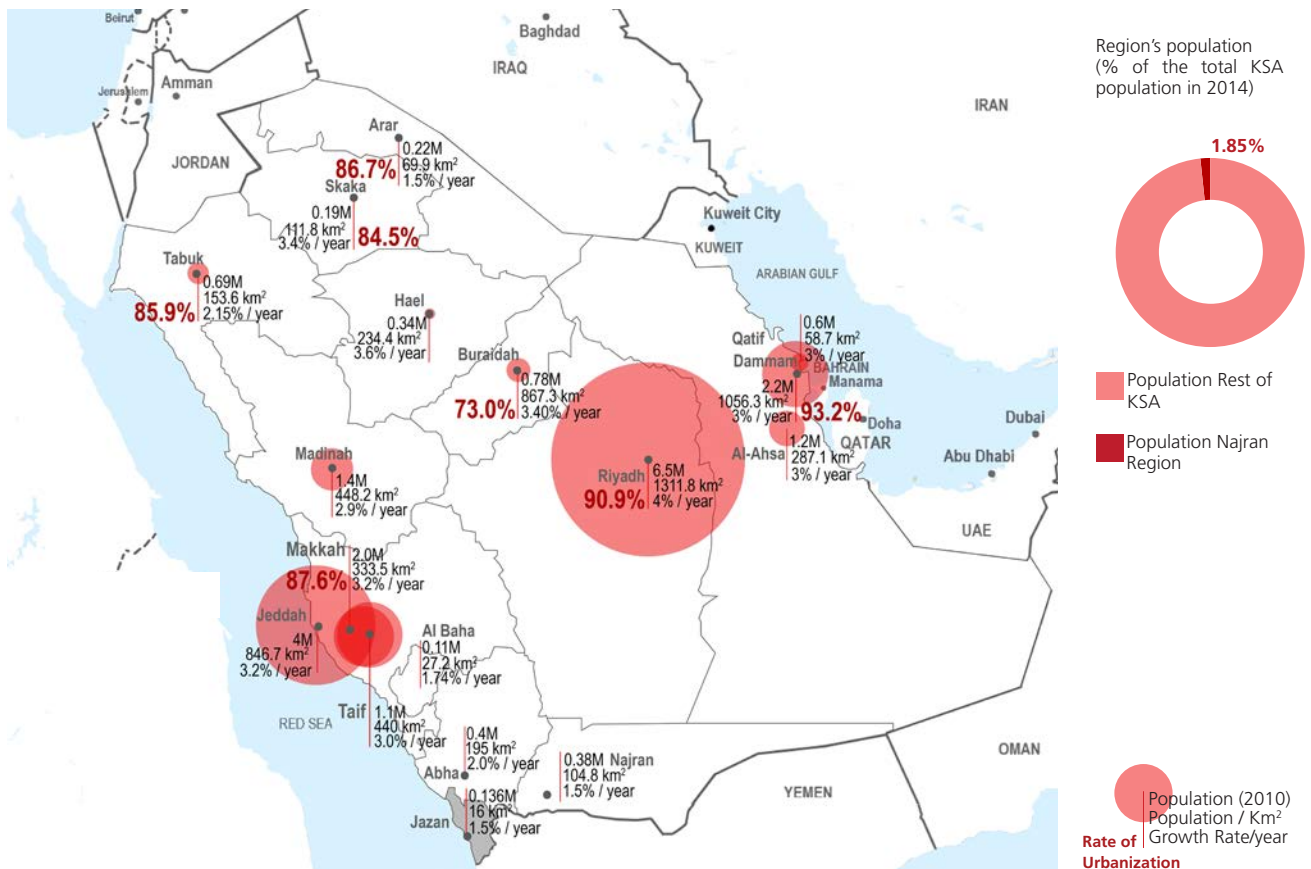 Beirut
Baghdad
IRAQ
Jerusalem
Amman
JORDAN
IRAN
Arar
0.22M
69.9 km²
1.5% / year
86.7%
Skaka
0.19M
411.8 km²
3.4% / year
84.5%
Kuwait City
KUWAIT
ARABIAN GULF
Tabuk
0.69M
153.6 km²
2.15% / year
85.9%
Hael
0.34M
234.4 km²
3.6% / year
Buraidah
0.78M
867.3 km²
3.40% / year
73.0%
0.6M
58.7 km²
3% / year
Qatif
Dammam
BAHRAIN
Manama
2.2M
1056.3 km²
3% / year
93.2%
Doha
QATAR
Al-Ahsa
1.2M
287.1 km²
3% / year
Dubai
Abu Dhabi
UAE
Madinah
1.4M
448.2 km²
2.9% / year
Riyadh
6.5M
1311.8 km²
4% / year
90.9%
Makkah
2.0M
333.5 km²
3.2% / year
87.6%
Jeddah
4M
846.7 km²
3.2% / year
Al Baha
0.11M
27.2 km²
1.74% / year
RED SEA
Taif
1.1M
440 km²
3.0% / year
0.4M
195 km²
2.0% / year
Abha
0.136M
16 km²
1.5% / year
Jazan
0.38M Najran
104.8 km²
1.5% / year
YEMEN
OMAN
Region's population
(% of the total KSA
population in 2014)
1.85%
Population Rest of
KSA
Population Najran
Region
Population (2010)
Population / Km²
Growth Rate/year
Rate of
Urbanization